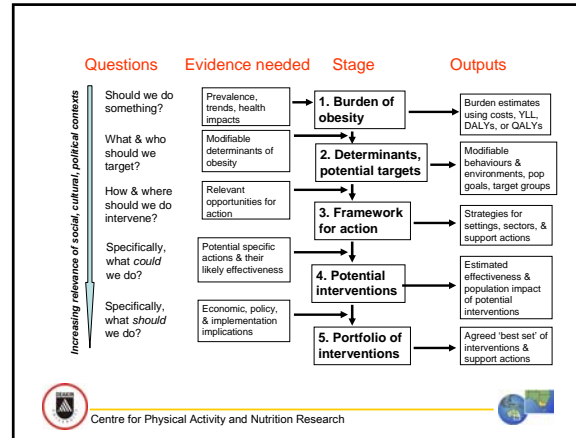 Questions Evidence needed Stage Outputs
Increasing relevance of social, cultural, political contexts
Should we do
something?
Prevalence,
trends, health
impacts
1. Burden of
obesity
Burden estimates
using costs, YLL,
DALYs, or QALYs
What & who
should we
target?
Modifiable
determinants of
obesity
2. Determinants,
potential targets
Modifiable
behaviours &
environments, pop
goals, target groups
How & where
should we do
intervene?
Relevant
opportunities for
action
3. Framework
for action
Strategies for
settings, sectors, &
support actions
Specifically,
what could
we do?
Potential specific
actions & their
likely effectiveness
4. Potential
interventions
Estimated
effectiveness &
population impact
of potential
interventions
Specifically,
what should
we do?
Economic, policy,
& implementation
implications
5. Portfolio of
interventions
Agreed 'best set' of
interventions &
support actions
Centre for Physical Activity and Nutrition Research